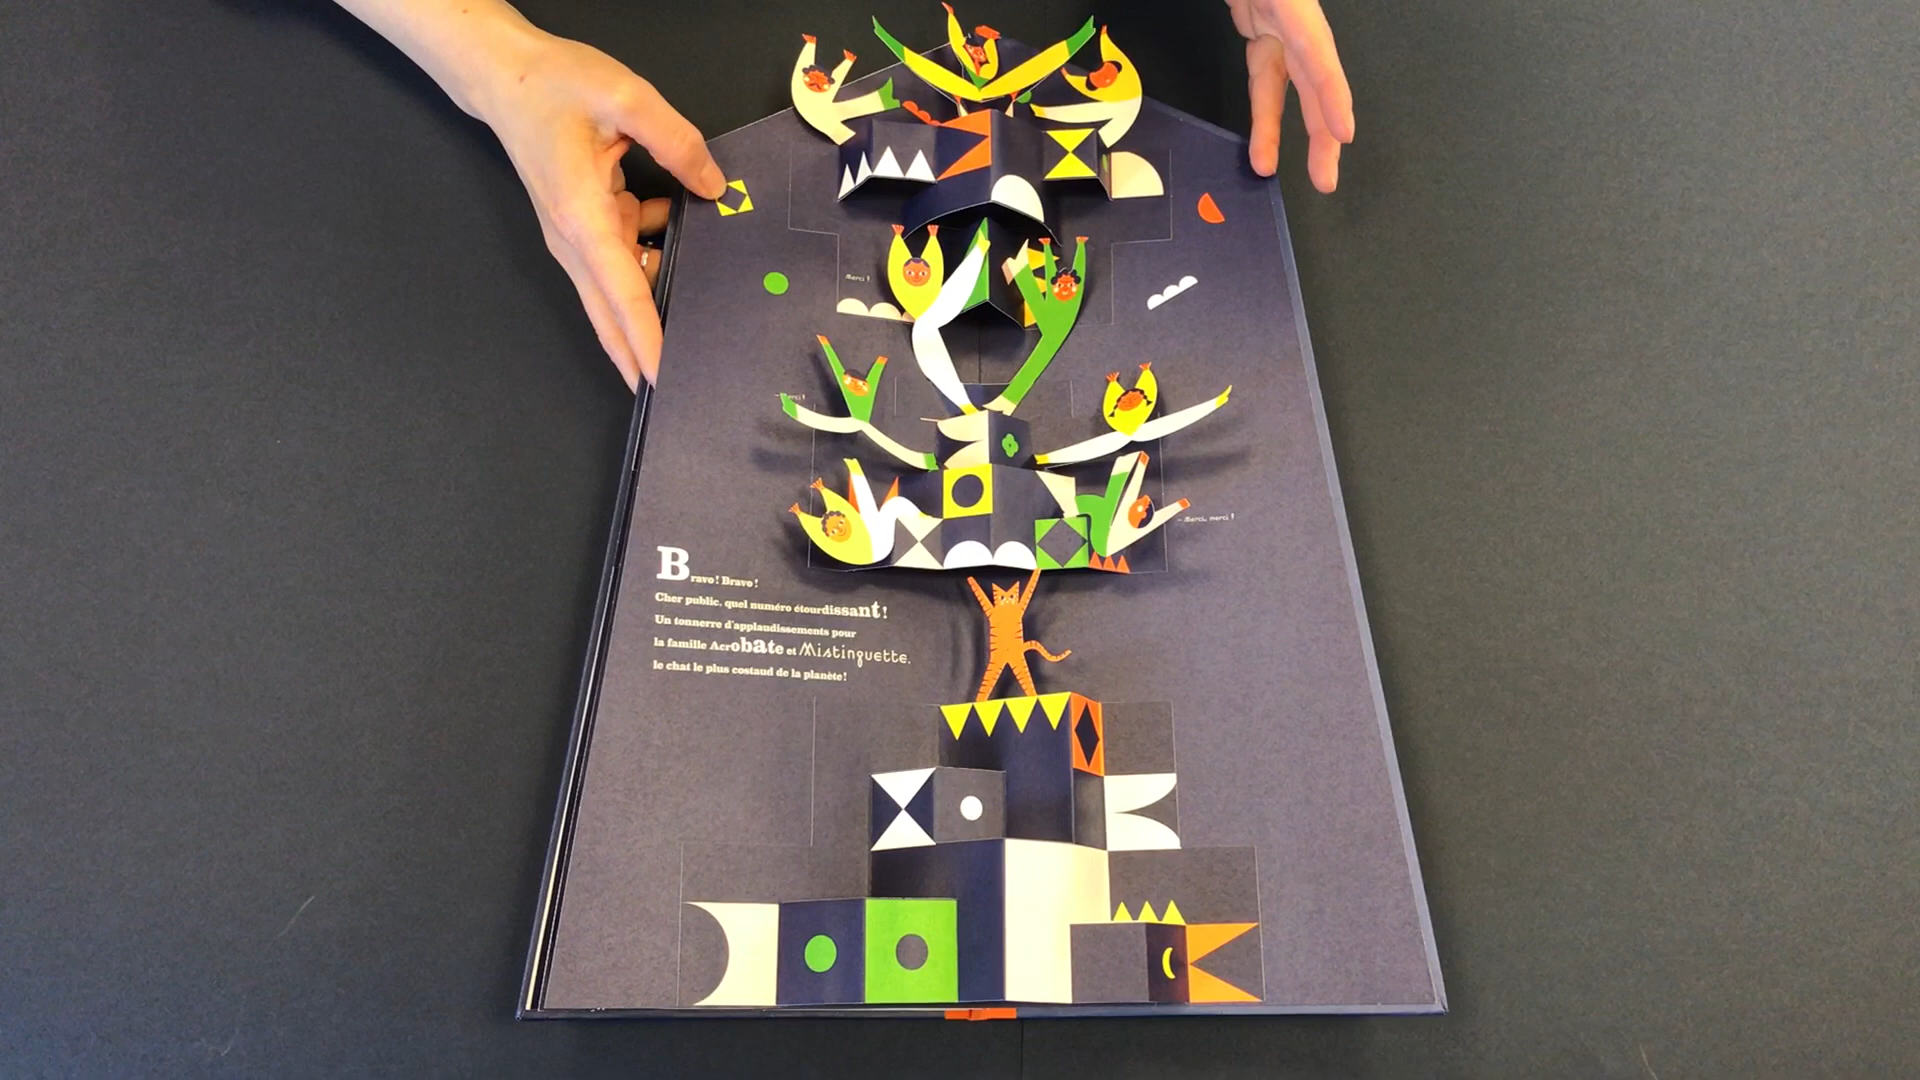 Merci !
– Merci !
– Merci, merci !
Bravo ! Bravo !
Cher public, quel numéro étourdissant !
Un tonnerre d'applaudissements pour
la famille Acrobate et Mistinguette,
le chat le plus costaud de la planète !